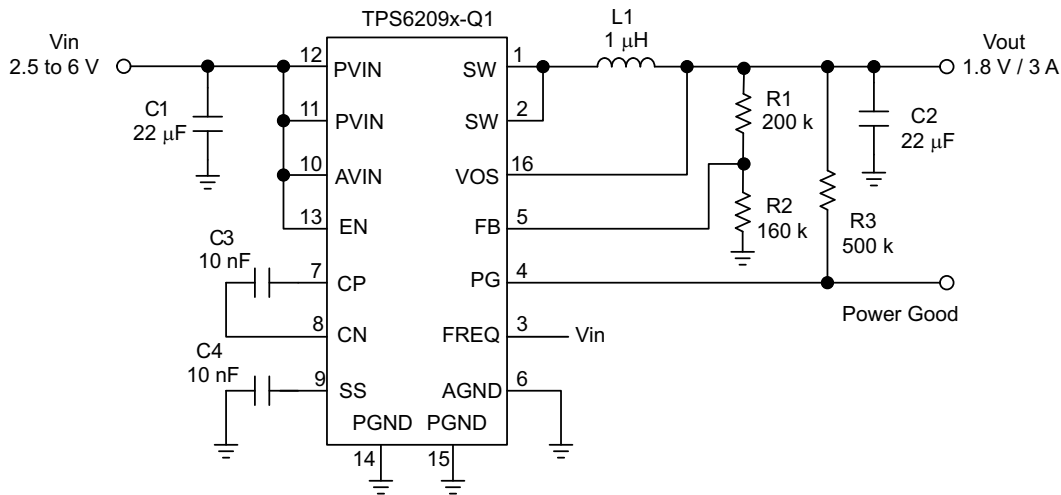 TPS6209x-Q1
Vin
2.5 to 6 V
C1
22 μF
12
PVIN
11
PVIN
10
AVIN
13
EN
C3
10 nF
7
CP
8
CN
C4
10 nF
9
SS
PGND
PGND
14
15
SW
1
SW
2
VOS
16
FB
5
PG
4
FREQ
3
Vin
AGND
6
L1
1 μH
R1
200 k
R2
160 k
R3
500 k
C2
22 μF
Vout
1.8 V / 3 A
Power Good